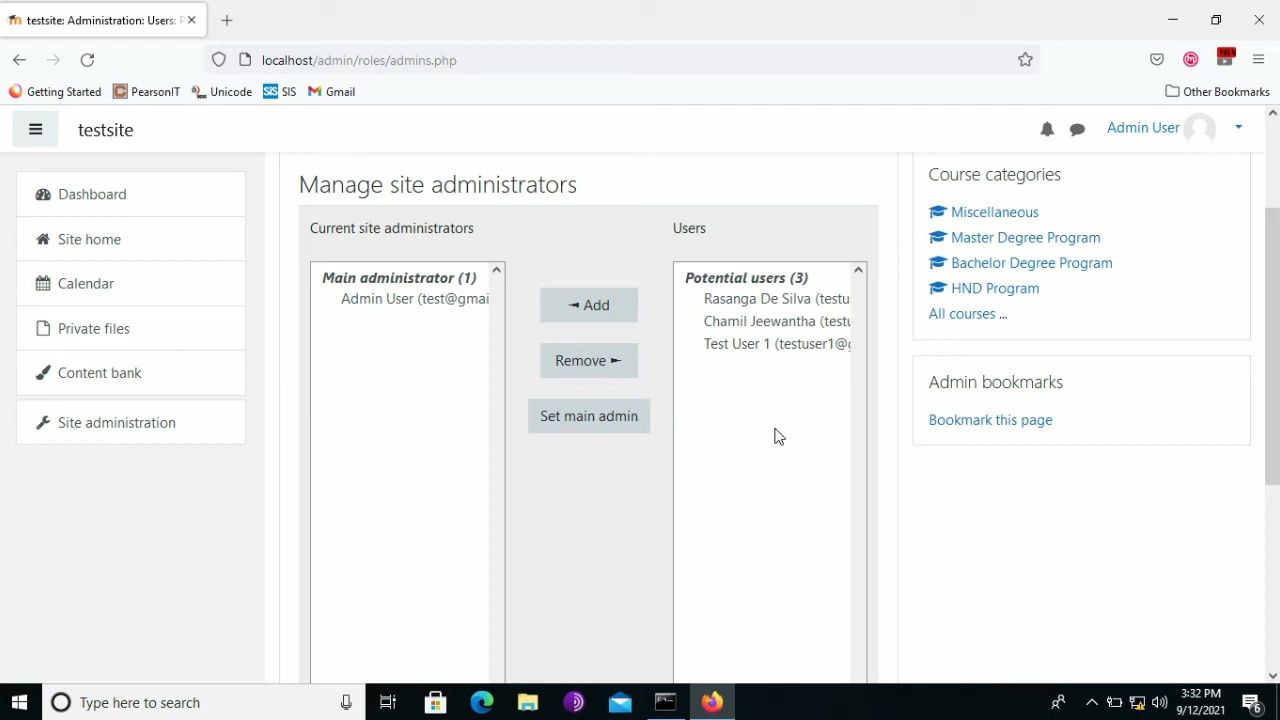 testsite: Administration: Users: P
localhost/admin/roles/admins.php
NEW
Getting Started
PearsonIT
Unicode
SiS SIS
Gmail
Other Bookmarks
testsite
Admin User
Dashboard
Site home
Calendar
Private files
Content bank
Site administration
Manage site administrators
Current site administrators
Main administrator (1)
Admin User (test@gmai
◄ Add
Remove ►
Set main admin
Users
Potential users (3)
Rasanga De Silva (testu
Chamil Jeewantha (testu
Test User 1 (testuser1@g
Course categories
Miscellaneous
Master Degree Program
Bachelor Degree Program
HND Program
All courses ...
Admin bookmarks
Bookmark this page
Type here to search
3:32 PM
9/12/2021
6